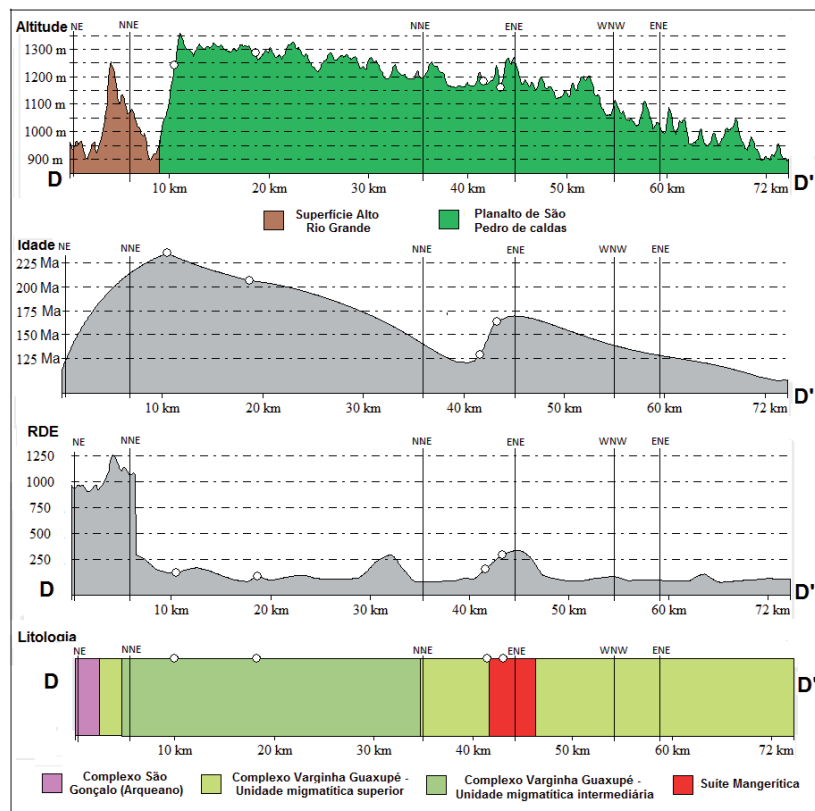 NE NNE NNE ENE WNW ENE
Altitude
1300 m
1200 m
1100 m
1000 m
900 m
D 10 km 20 km 30 km 40 km 50 km 60 km 72 km D'
Superfície Alto Rio Grande
Planalto de São Pedro de caldas
Idade NE NNE NNE ENE WNW ENE
225 Ma
200 Ma
175 Ma
150 Ma
125 Ma
D'
10 km 20 km 30 km 40 km 50 km 60 km 72 km
RDE
NE NNE NNE ENE WNW ENE
1250
1000
750
500
250
D D'
10 km 20 km 30 km 40 km 50 km 60 km 72 km
Litologia
NE NNE NNE ENE WNW ENE
D D'
10 km 20 km 30 km 40 km 50 km 60 km 72 km
Complexo São Gonçalo (Arqueano)
Complexo Varginha Guaxupé - Unidade migmatítica superior
Complexo Varginha Guaxupé - Unidade migmatítica intermediária
Suíte Mangerítica